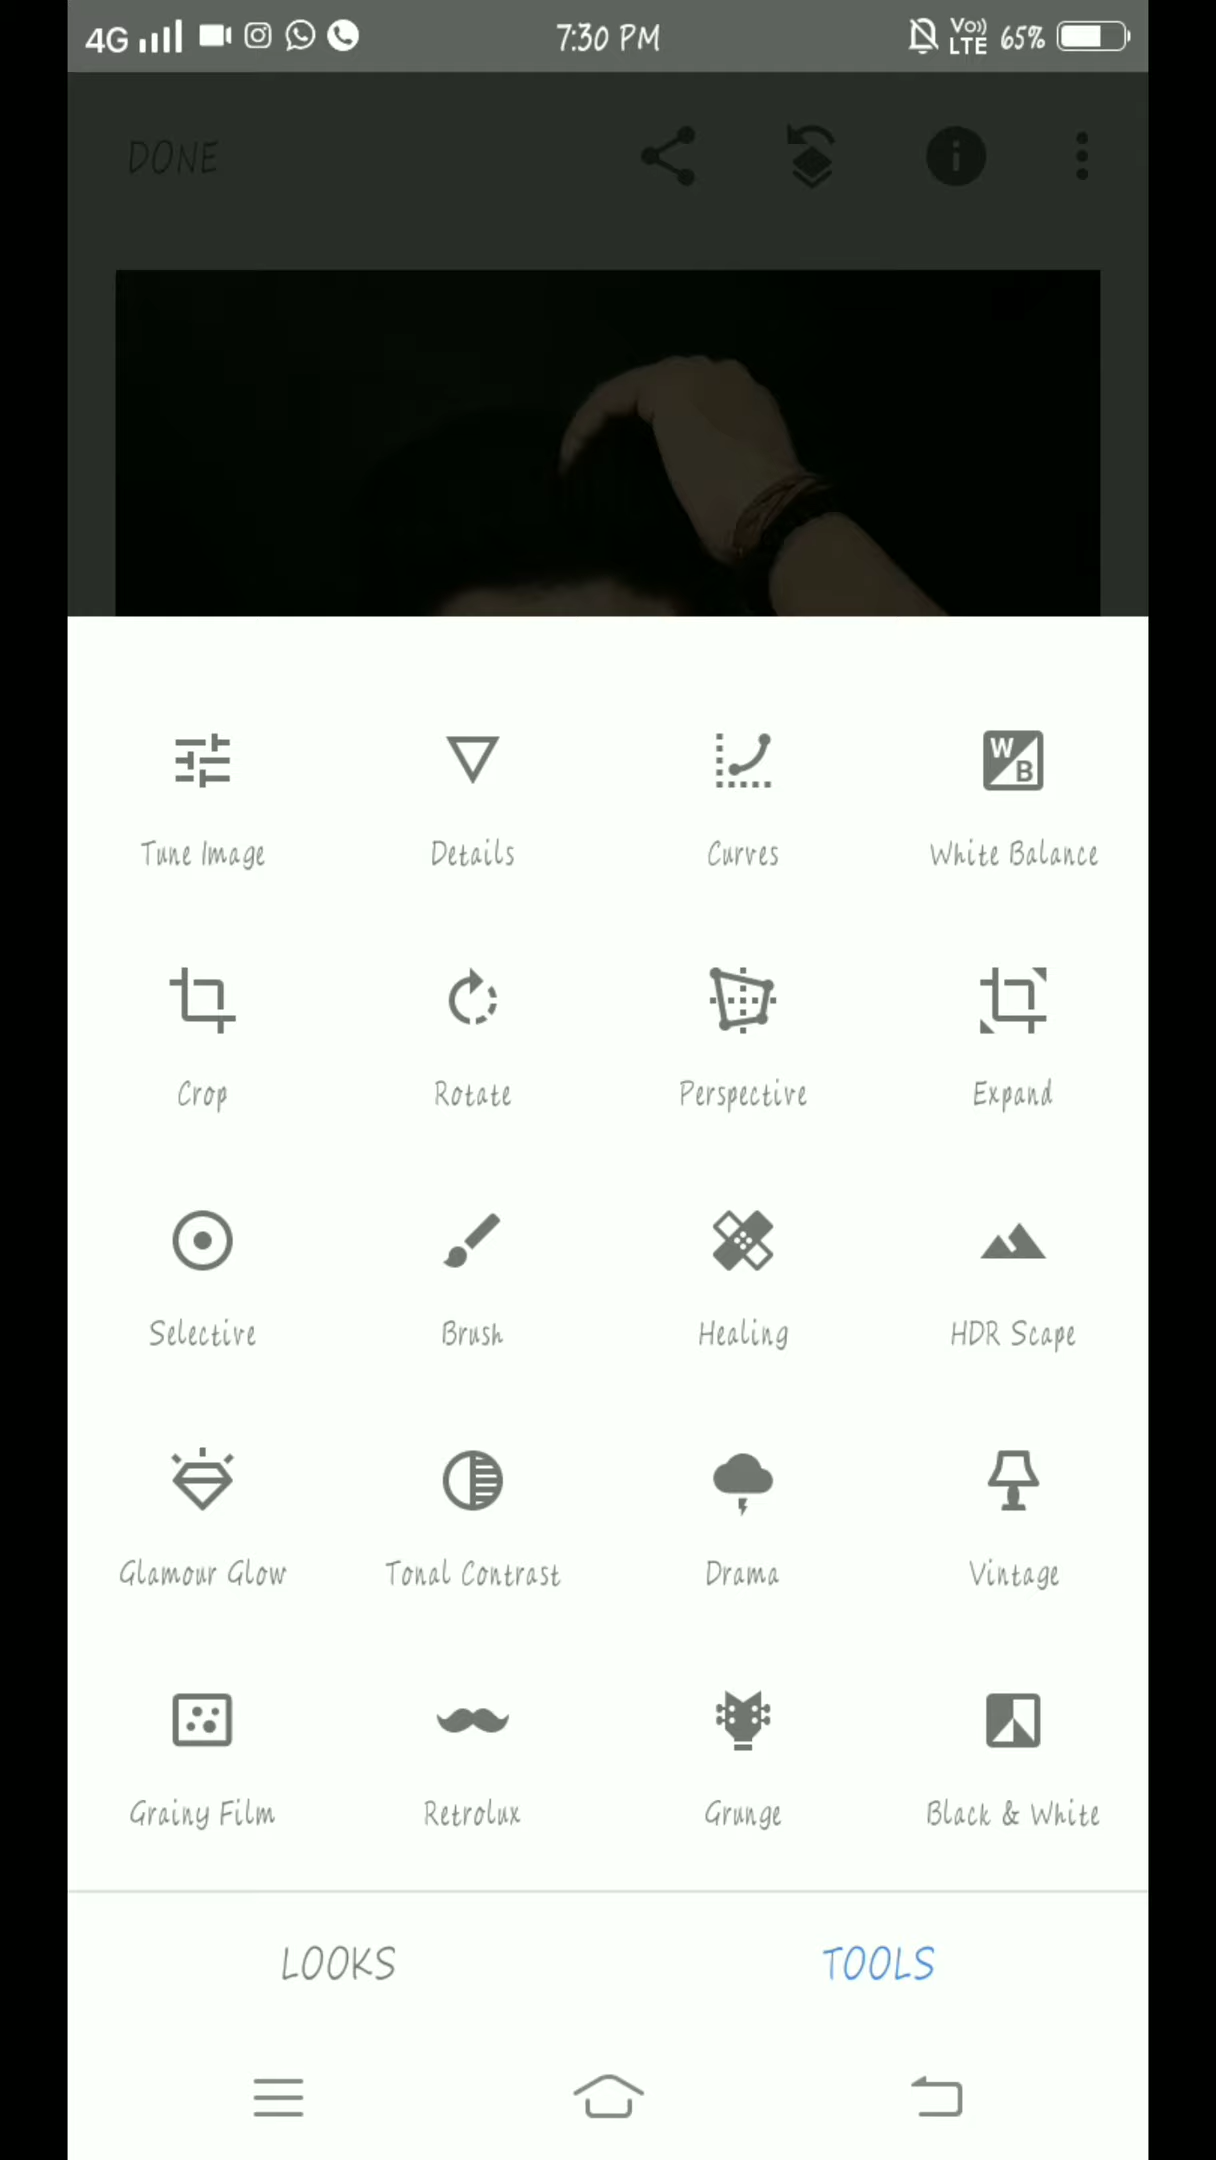 4G 7:30 PM Vo)) LTE 65%
DONE
Tune Image Details Curves W B White Balance
Crop Rotate Perspective Expand
Selective Brush Healing HDR Scape
Glamour Glow Tonal Contrast Drama Vintage
Grainy Film Retrolux Grunge Black & White
LOOKS TOOLS